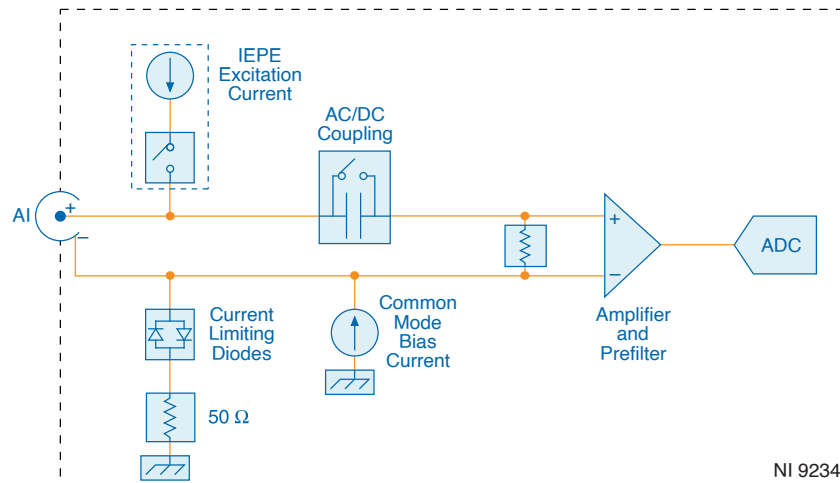 IEPE
Excitation
Current
AC/DC
Coupling
AI
+
−
+
−
ADC
Amplifier
and
Prefilter
Current
Limiting
Diodes
Common
Mode
Bias
Current
50 Ω
NI 9234